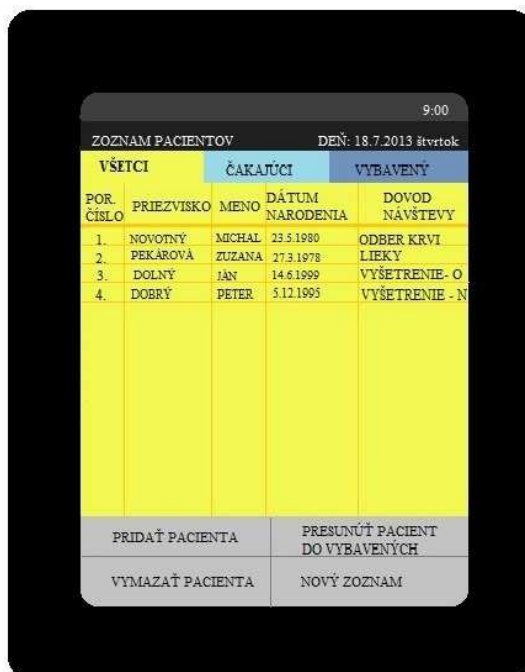 9:00
ZOZNAM PACIENTOV DEŇ: 18.7.2013 štvrtok
VŠETCI ČAKAJÚCI VYBAVENÝ
POR. ČÍSLO PRIEZVISKO MENO DÁTUM NARODENIA DOVOD NÁVŠTEVY
1. NOVOTNÝ MICHAL 23.5.1980 ODBER KRVI
2. PEKÁROVÁ ZUZANA 27.3.1978 LIEKY
3. DOLNÝ JÁN 14.6.1999 VYŠETRENIE- O
4. DOBRÝ PETER 5.12.1995 VYŠETRENIE - N
PRIDAŤ PACIENTA PRESUNÚŤ PACIENT DO VYBAVENÝCH
VYMAZAŤ PACIENTA NOVÝ ZOZNAM